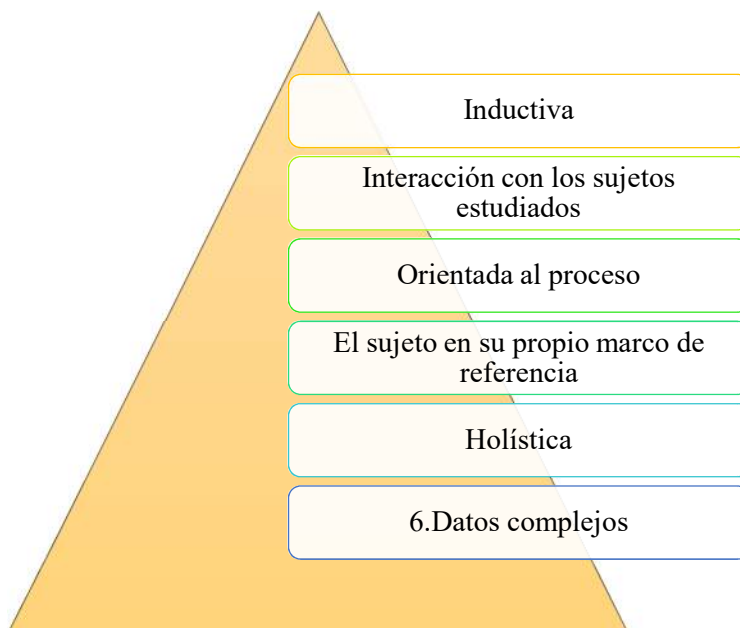 Inductiva
Interacción con los sujetos
estudiados
Orientada al proceso
El sujeto en su propio marco de
referencia
Holística
6.Datos complejos